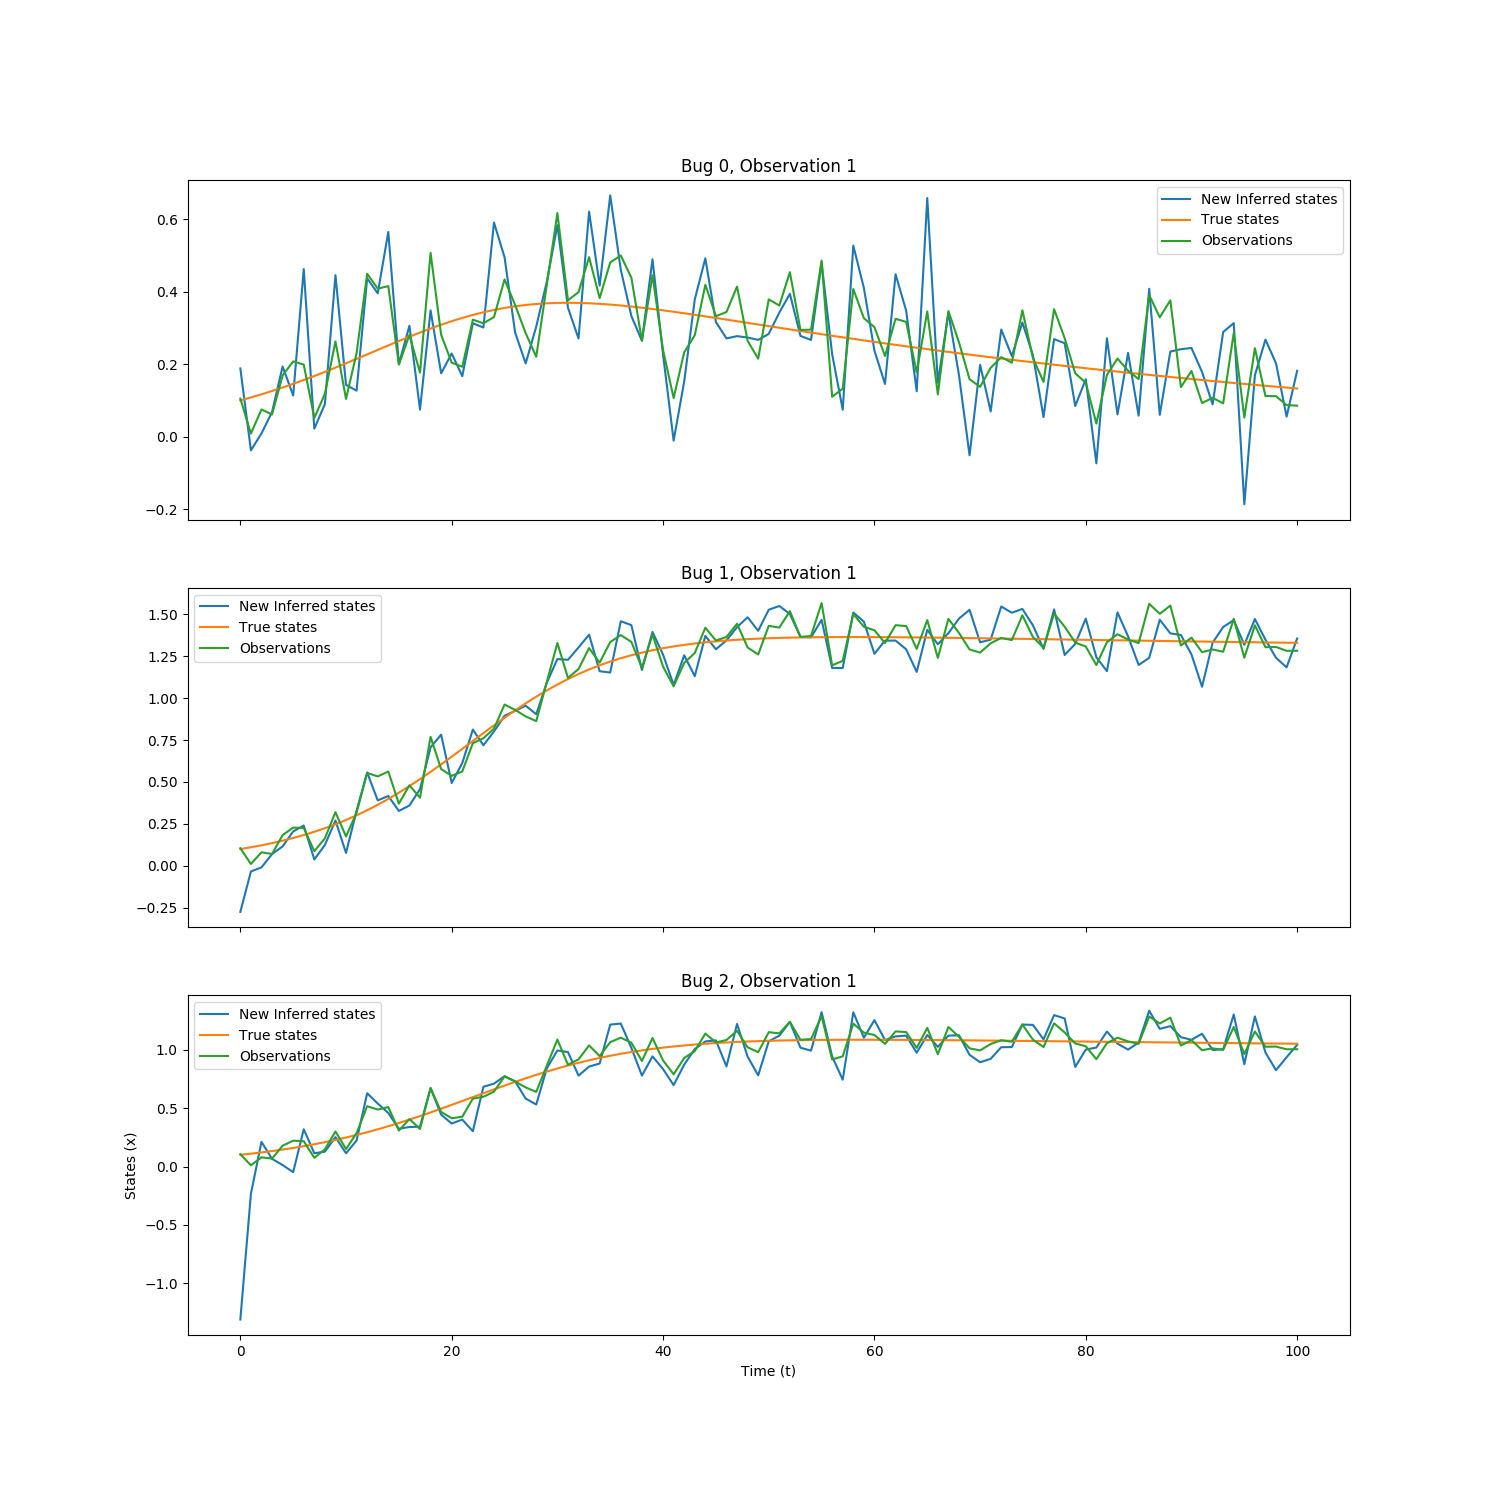 Bug 0, Observation 1
New Inferred states
True states
Observations
0.6
0.4
0.2
0.0
−0.2
Bug 1, Observation 1
New Inferred states
True states
Observations
1.50
1.25
1.00
0.75
0.50
0.25
0.00
−0.25
Bug 2, Observation 1
New Inferred states
True states
Observations
1.0
0.5
0.0
−0.5
−1.0
States (x)
0 20 40 60 80 100
Time (t)